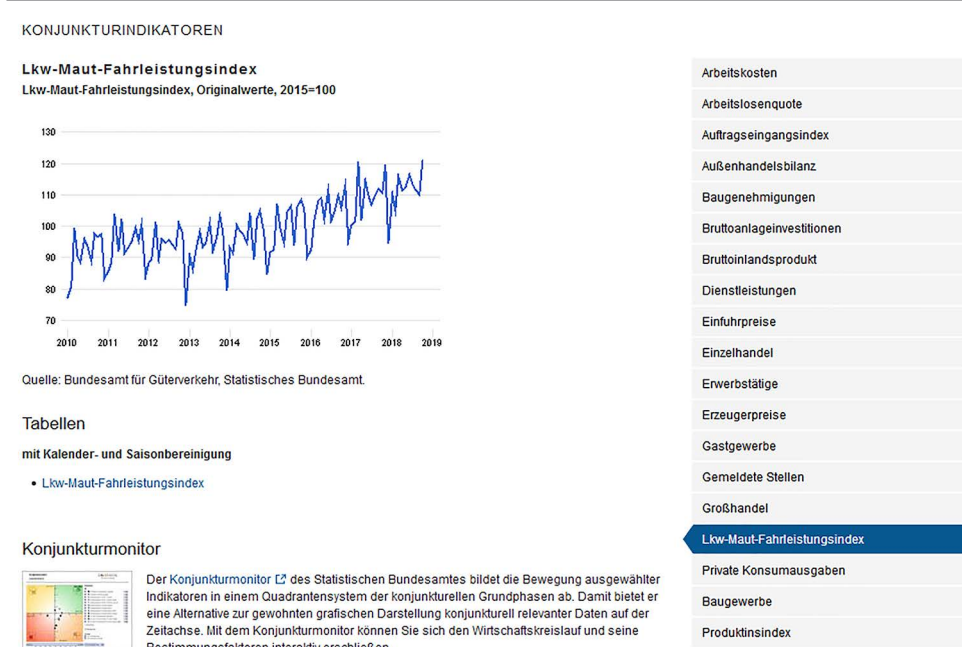 KONJUNKTURINDIKATOREN
Lkw-Maut-Fahrleistungsindex
Lkw-Maut-Fahrleistungsindex, Originalwerte, 2015=100
130
120
110
100
90
80
70
2010 2011 2012 2013 2014 2015 2016 2017 2018 2019
Quelle: Bundesamt für Güterverkehr, Statistisches Bundesamt.
Tabellen
mit Kalender- und Saisonbereinigung
• Lkw-Maut-Fahrleistungsindex
Konjunkturmonitor
Der Konjunkturmonitor des Statistischen Bundesamtes bildet die Bewegung ausgewählter
Indikatoren in einem Quadrantensystem der konjunkturellen Grundphasen ab. Damit bietet er
eine Alternative zur gewohnten grafischen Darstellung konjunkturell relevanter Daten auf der
Zeitachse. Mit dem Konjunkturmonitor können Sie sich den Wirtschaftskreislauf und seine
Bestimmungsfaktoren interaktiv erschließen
Arbeitskosten
Arbeitslosenquote
Auftragseingangsindex
Außenhandelsbilanz
Baugenehmigungen
Bruttoanlageinvestitionen
Bruttoinlandsprodukt
Dienstleistungen
Einfuhrpreise
Einzelhandel
Erwerbstätige
Erzeugerpreise
Gastgewerbe
Gemeldete Stellen
Großhandel
Lkw-Maut-Fahrleistungsindex
Private Konsumausgaben
Baugewerbe
Produktinsindex